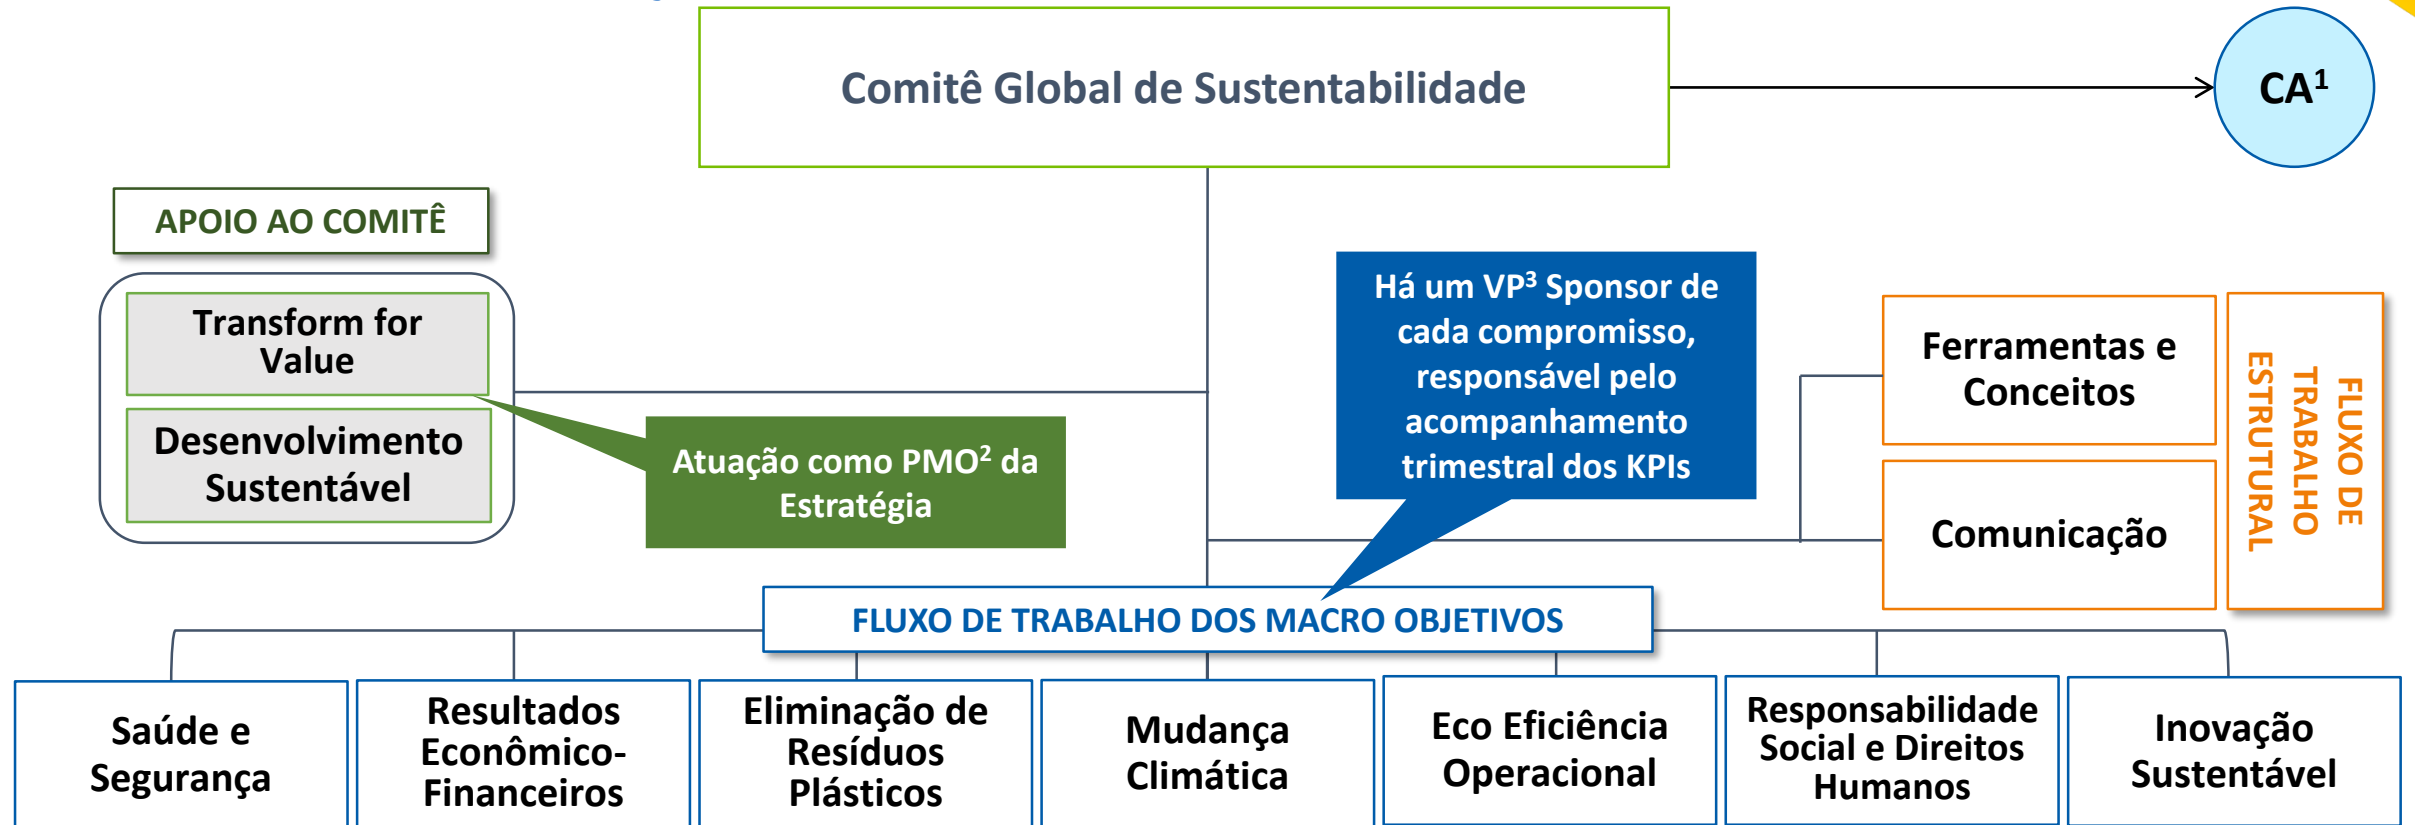 Comitê Global de Sustentabilidade
CA¹
APOIO AO COMITÊ
Transform for
Value
Desenvolvimento
Sustentável
Atuação como PMO² da
Estratégia
Há um VP³ Sponsor de
cada compromisso,
responsável pelo
acompanhamento
trimestral dos KPIs
Ferramentas e
Conceitos
Comunicação
FLUXO DE
TRABALHO
ESTRUTURAL
FLUXO DE TRABALHO DOS MACRO OBJETIVOS
Saúde e
Segurança
Resultados
Econômico-
Financeiros
Eliminação de
Resíduos
Plásticos
Mudança
Climática
Eco Eficiência
Operacional
Responsabilidade
Social e Direitos
Humanos
Inovação
Sustentável